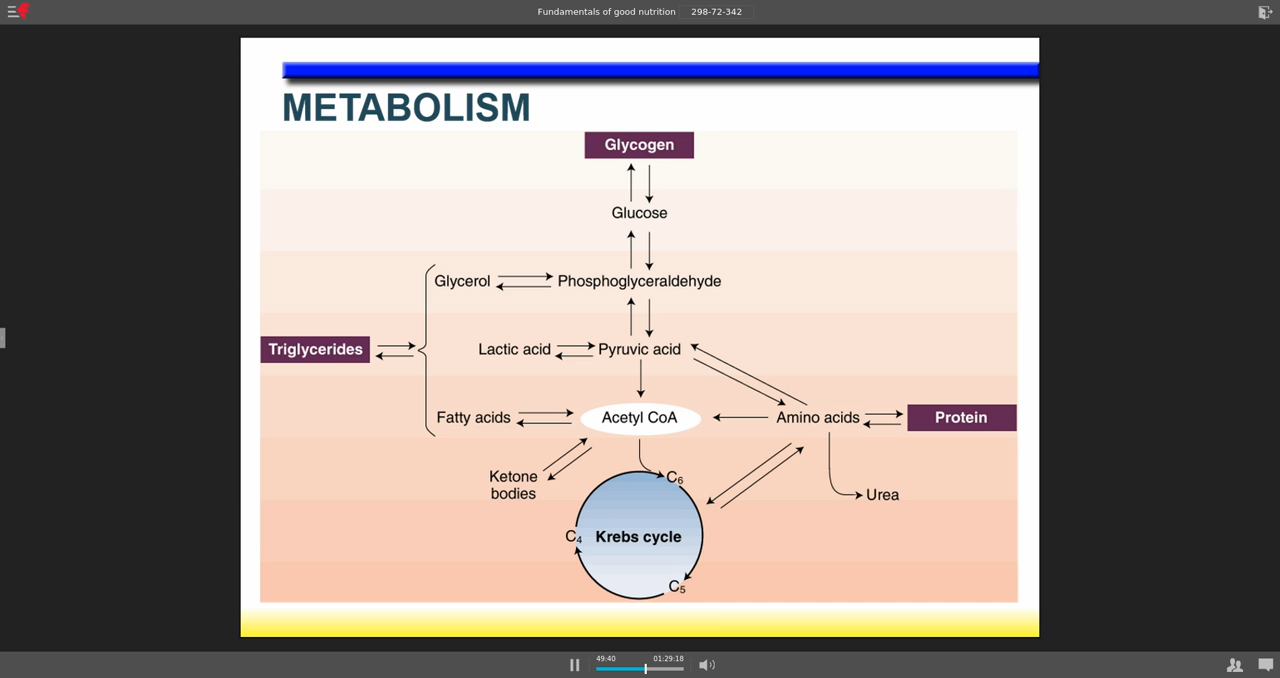 Fundamentals of good nutrition 298-72-342
METABOLISM
Glycogen
Glucose
Glycerol Phosphoglyceraldehyde
Triglycerides Lactic acid Pyruvic acid
Fatty acids Acetyl CoA Amino acids Protein
Ketone
bodies
C6
Urea
C4 Krebs cycle
C5
49:40 01:29:18